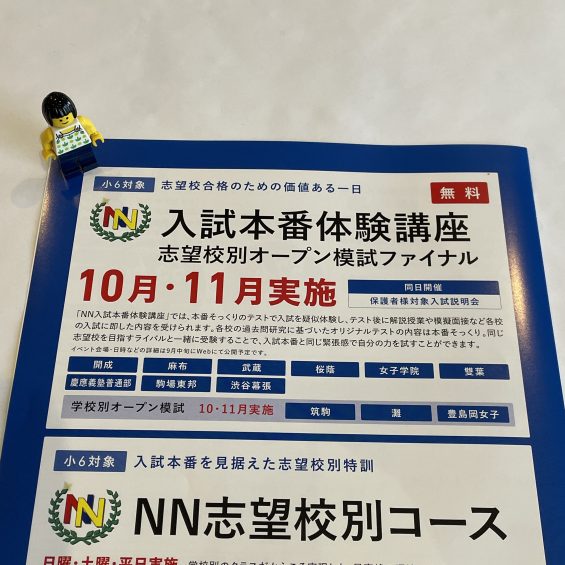 小6対象 志望校合格のための価値ある一日
無料
NN 入試本番体験講座
志望校別オープン模試ファイナル
10月・11月実施
同日開催
保護者様対象入試説明会
「NN入試本番体験講座」では、本番そっくりのテストで入試を疑似体験し、テスト後に解説授業や模擬面接など各校
の入試に即した内容を受けられます。各校の過去問研究に基づいたオリジナルテストの内容は本番そっくり。同じ
志望校を目指すライバルと一緒に受験することで、入試本番と同じ緊張感で自分の力を試すことができます。
イベント会場・日時などの詳細は9月中旬にWebにて公開予定です。
開成 麻布 武蔵 桜蔭 女子学院 雙葉
慶應義塾普通部 駒場東邦 渋谷幕張
学校別オープン模試 10・11月実施 筑駒 灘 豊島岡女子
小6対象 入試本番を見据えた志望校別特訓
NN NN志望校別コース
日曜・土曜・平日実施